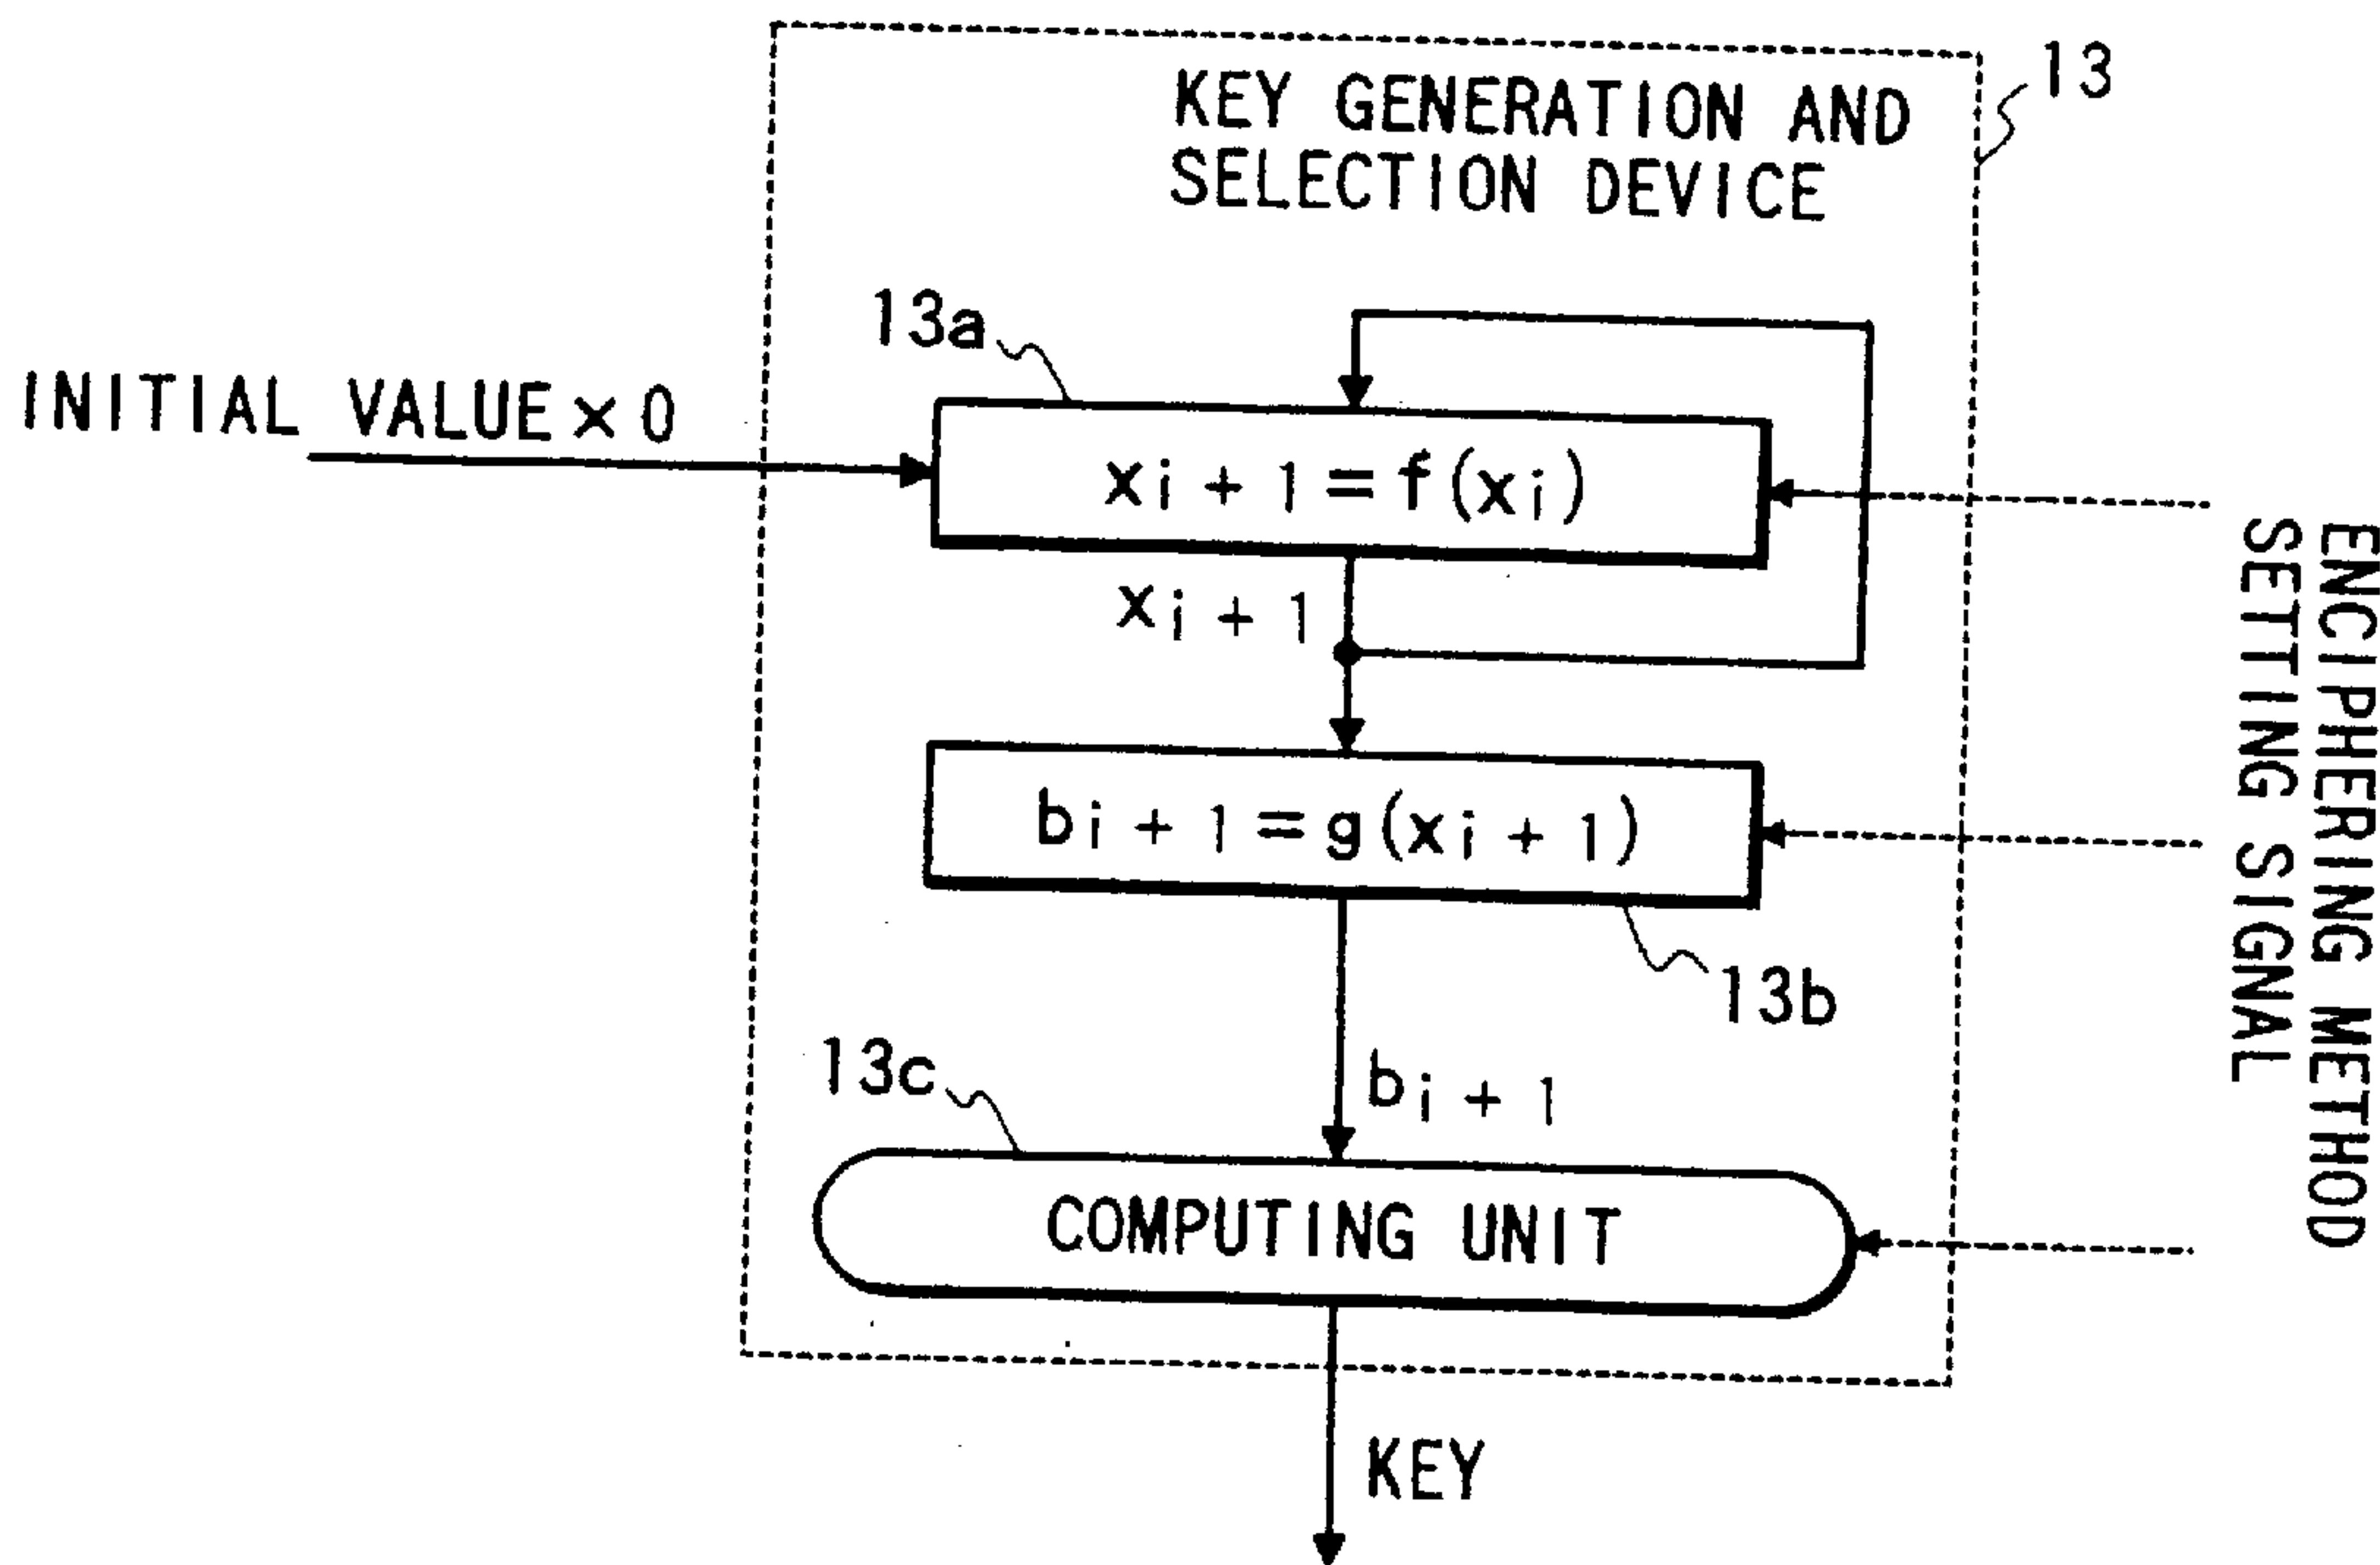 13
KEY GENERATION AND
SELECTION DEVICE
13a
INITIAL VALUE x 0
xi + 1 = f(xi)
xi + 1
bi + 1 = g(xi + 1)
13b
13c
bi + 1
COMPUTING UNIT
KEY
ENCIPHERING METHOD
SETTING SIGNAL